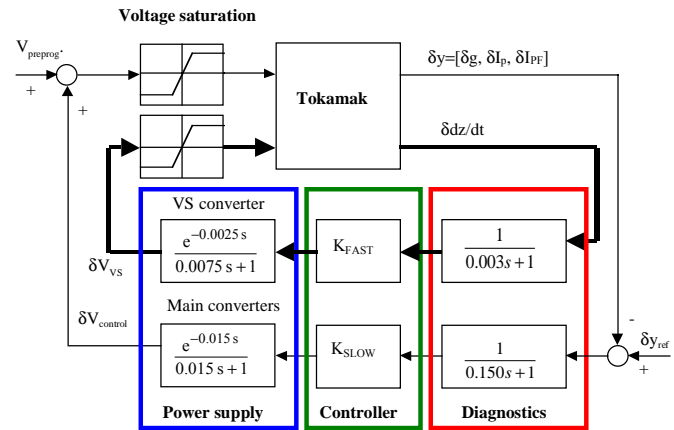 Voltage saturation
V_preprog.
+
+
Tokamak
δy=[δg, δI_p, δI_PF]
δdz/dt
VS converter
e^−0.0025 s
0.0075 s+1
K_FAST
1
0.003s+1
δV_VS
Main converters
δV_control
e^−0.015 s
0.015 s+1
K_SLOW
1
0.150s+1
-
δy_ref
+
Power supply
Controller
Diagnostics